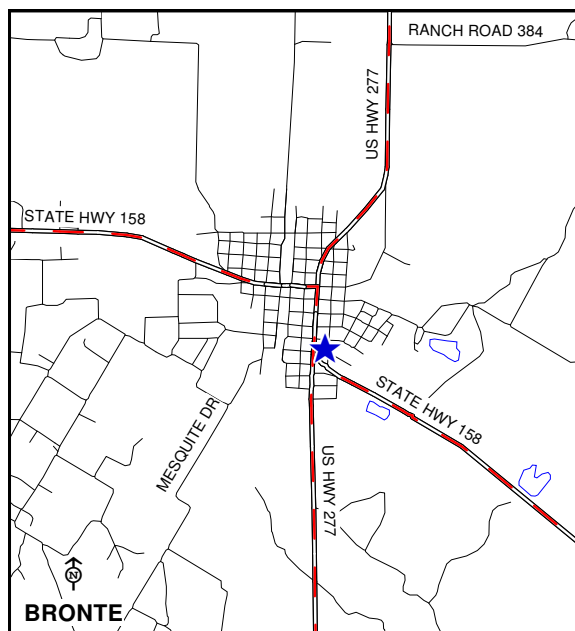 RANCH ROAD 384
US HWY 277
STATE HWY 158
STATE HWY 158
MESQUITE DR
US HWY 277
N
BRONTE